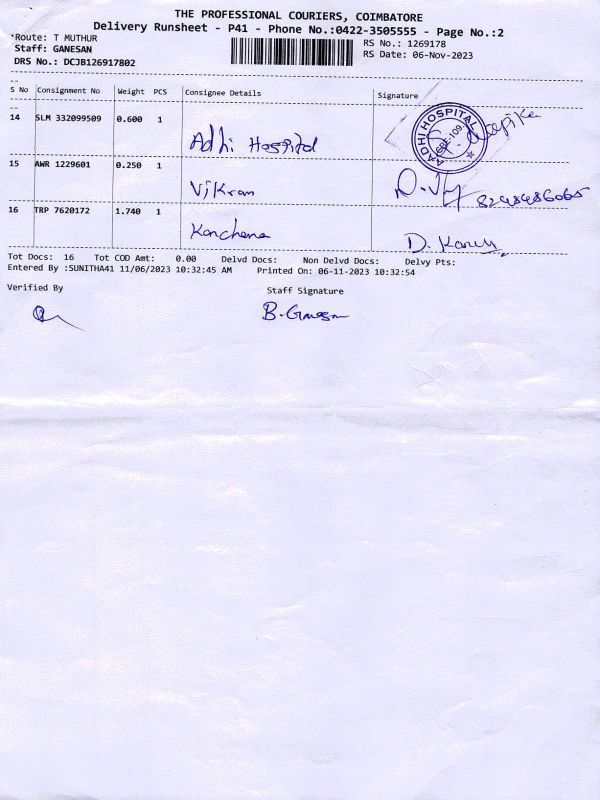 THE PROFESSIONAL COURIERS, COIMBATORE
Delivery Runsheet - P41 - Phone No.:0422-3505555 - Page No.:2
*Route: T MUTHUR
Staff: GANESAN
DRS No.: DCJB126917802
RS No.: 1269178
RS Date: 06-Nov-2023
S No Consignment No Weight PCS Consignee Details Signature
14 SLM 332099509 0.600 1 Adhi Hospital
AADHI HOSPITAL
15 AWR 1229601 0.250 1 Vikram 8248486065
16 TRP 7620172 1.740 1 Kanchana
Tot Docs: 16 Tot COD Amt: 0.00 Delvd Docs: Non Delvd Docs: Delvy Pts:
Entered By :SUNITHA41 11/06/2023 10:32:45 AM Printed On: 06-11-2023 10:32:54
Verified By Staff Signature